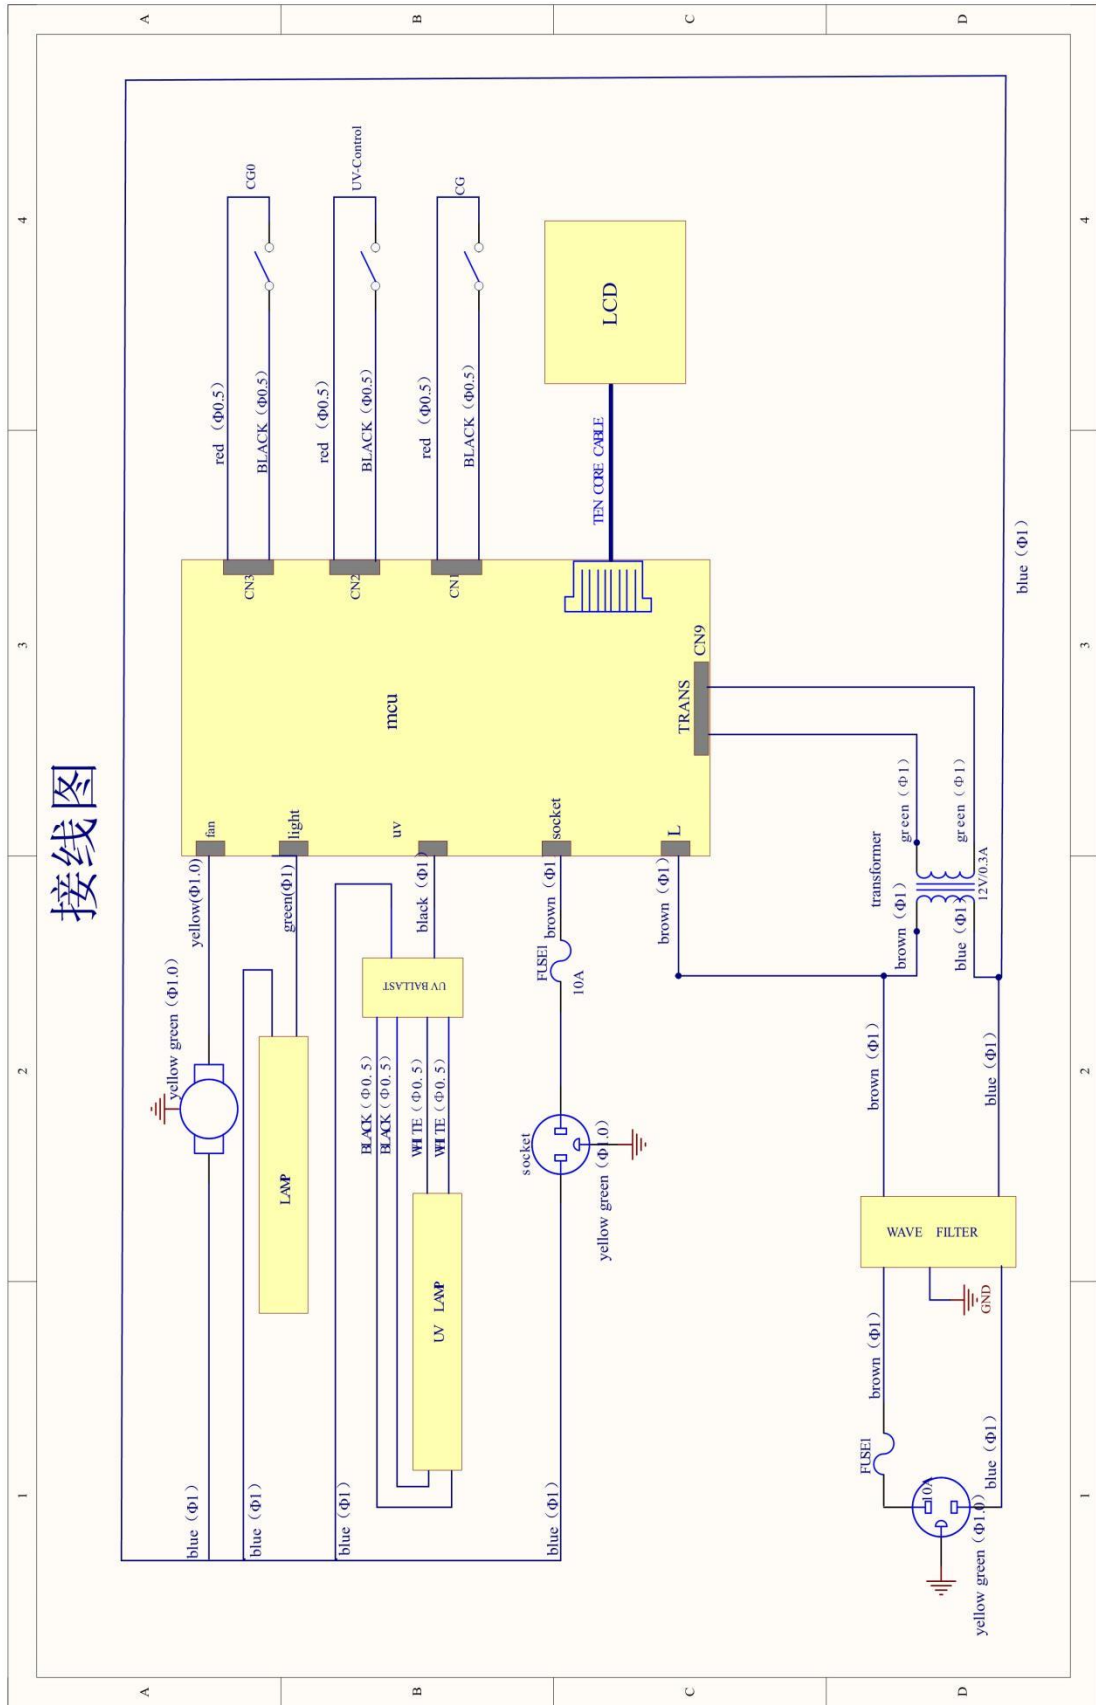 接线图
A
B
C
D
4
4
CG0
UV-Control
CG
red（Φ0.5）
BLACK（Φ0.5）
red（Φ0.5）
BLACK（Φ0.5）
red（Φ0.5）
BLACK（Φ0.5）
LCD
TEN CORE CABLE
CN3
CN2
CN1
blue（Φ1）
3
3
mcu
TRANS
CN9
fan
light
uv
socket
L
yellow(Φ1.0)
green(Φ1)
black（Φ1）
brown（Φ1
brown（Φ1）
FUSE1
10A
transformer
green（Φ1）
green（Φ1）
brown（Φ1）
blue（Φ1
12V/0.3A
yellow green（Φ1.0）
UV BALLAST
BLACK（Φ0.5）
BLACK（Φ0.5）
WHITE（Φ0.5）
WHITE（Φ0.5）
2
2
brown（Φ1）
blue（Φ1）
LAMP
UV LAMP
socket
yellow green（Φ1.0）
WAVE FILTER
GND
brown（Φ1）
FUSE1
10A
blue（Φ1）
yellow green（Φ1.0）
blue（Φ1）
blue（Φ1）
blue（Φ1）
blue（Φ1）
1
1
A
B
C
D